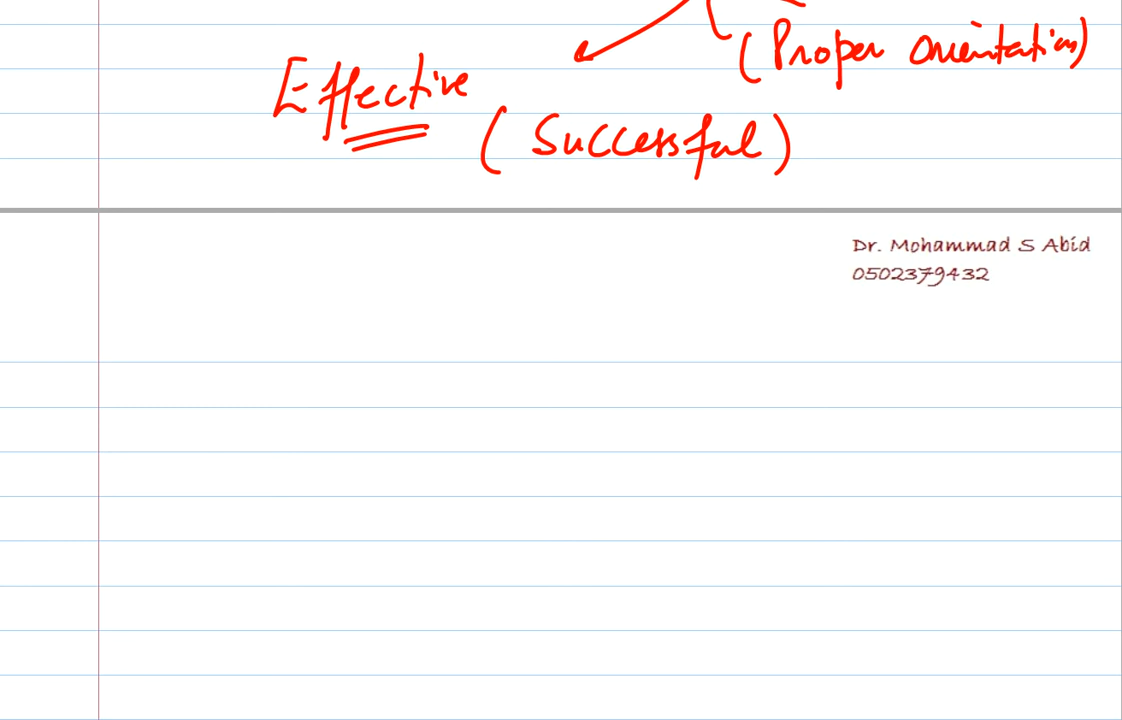 (Proper orientation)
Effective
(Successful)
Dr. Mohammad S Abid
0502379432